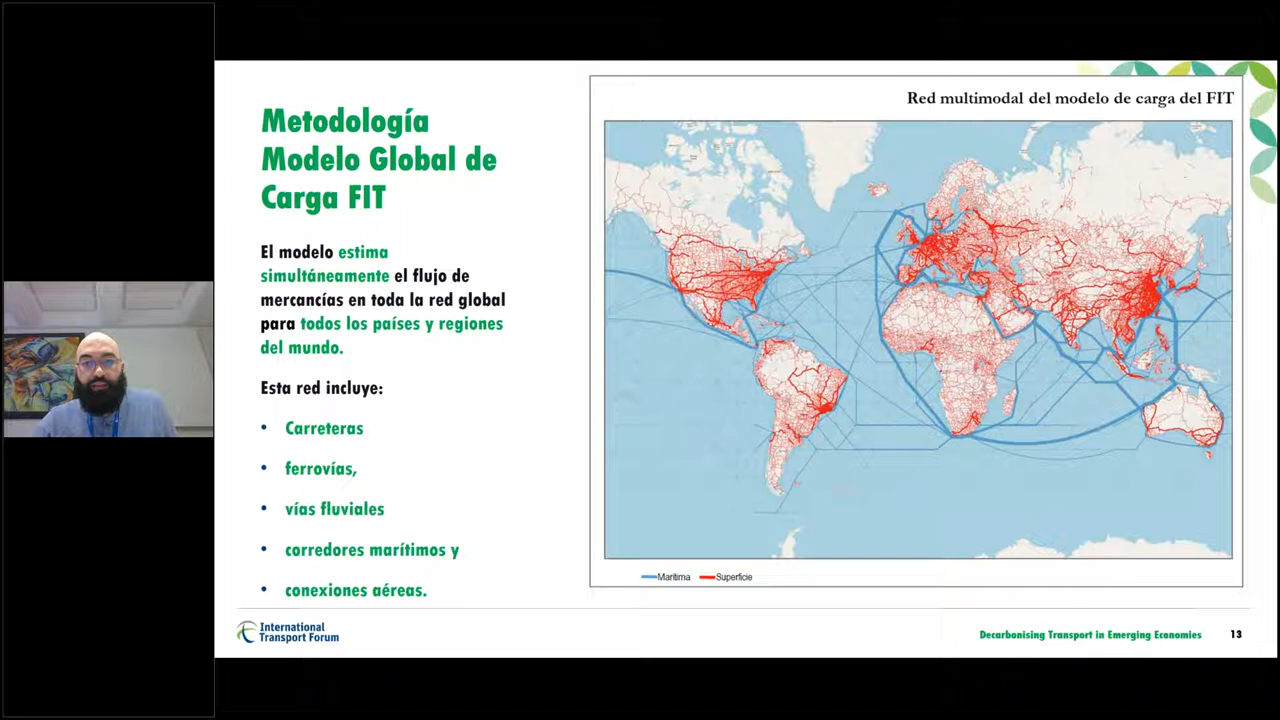 Metodología
Modelo Global de
Carga FIT
El modelo estima
simultáneamente el flujo de
mercancías en toda la red global
para todos los países y regiones
del mundo.
Esta red incluye:
• Carreteras
• ferrovías,
• vías fluviales
• corredores marítimos y
• conexiones aéreas.
Red multimodal del modelo de carga del FIT
Marítima Superficie
International
Transport Forum
Decarbonising Transport in Emerging Economies 13